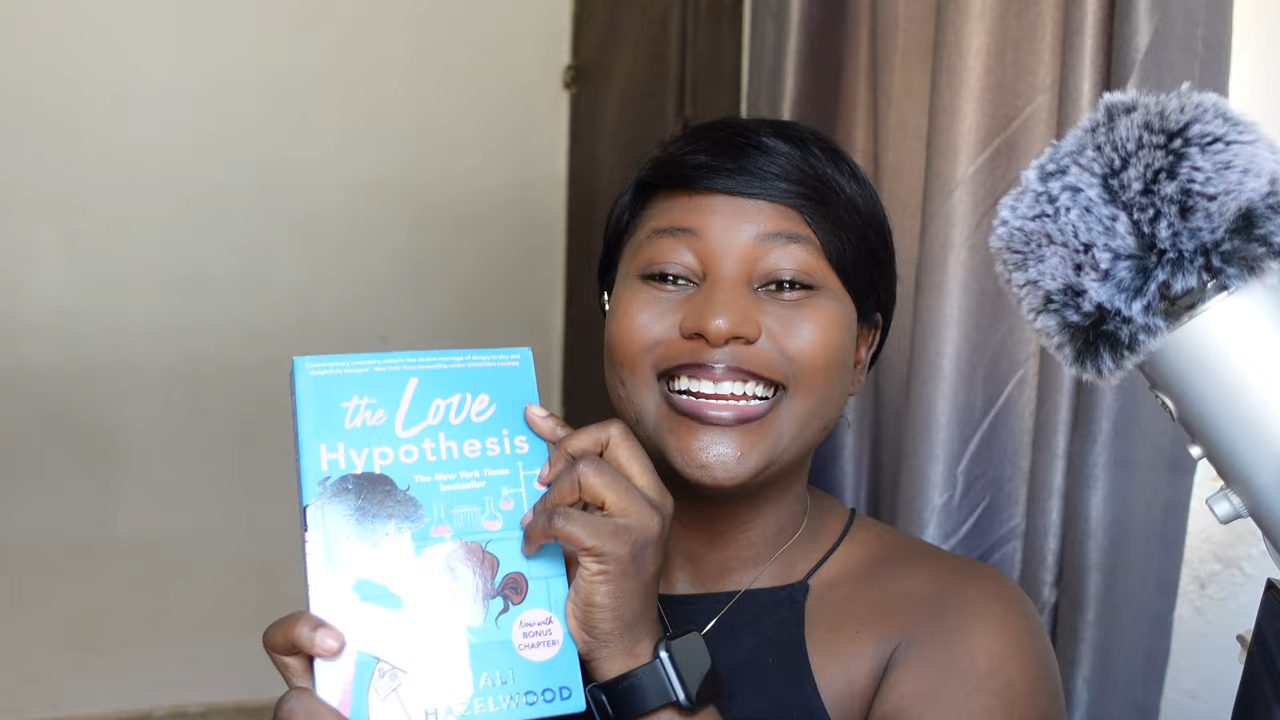 the Love
Hypothesis
The New York Times
bestseller
Now with
BONUS
CHAPTER!
ALI
HAZELWOOD